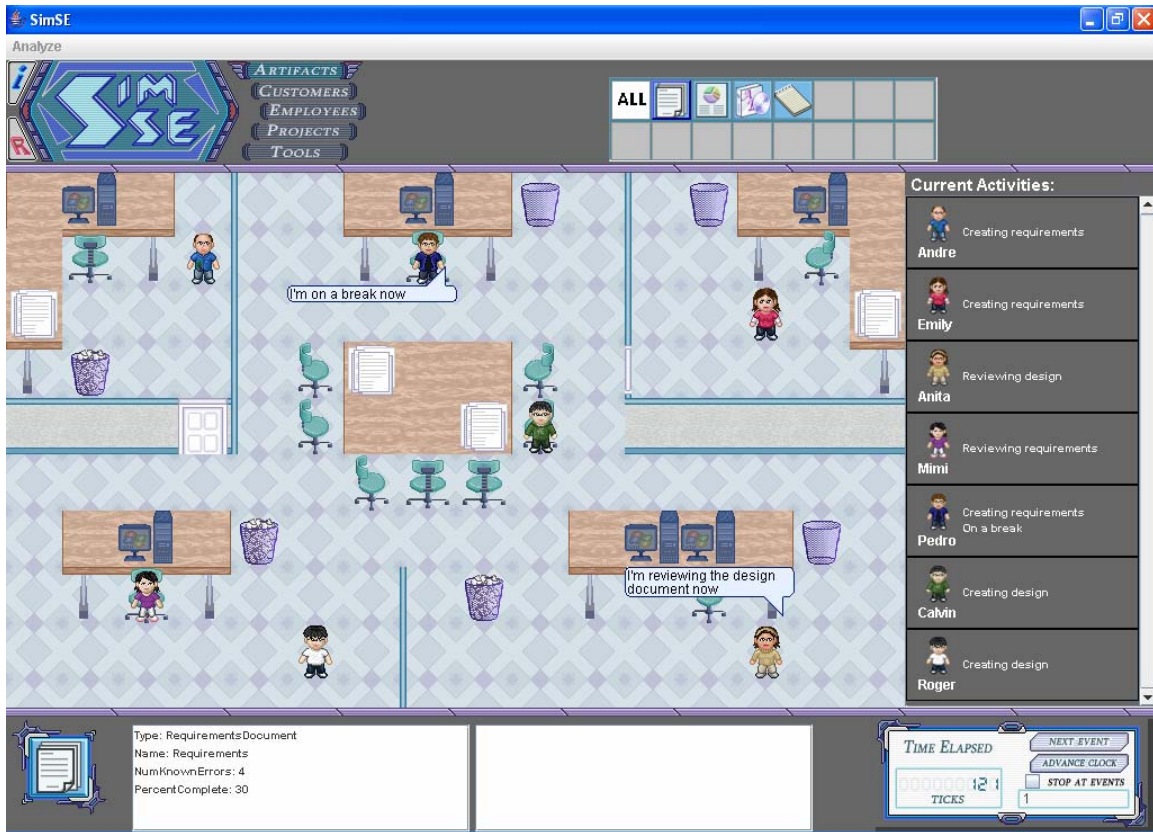 SimSE
Analyze
i
R
SIM
SE
ARTIFACTS
CUSTOMERS
EMPLOYEES
PROJECTS
TOOLS
ALL
I'm on a break now
I'm reviewing the design
document now
Current Activities:
Creating requirements
Andre
Creating requirements
Emily
Reviewing design
Anita
Reviewing requirements
Mimi
Creating requirements
On a break
Pedro
Creating design
Calvin
Creating design
Roger
Type: RequirementsDocument
Name: Requirements
NumKnownErrors: 4
PercentComplete: 30
TIME ELAPSED
121
TICKS
NEXT EVENT
ADVANCE CLOCK
STOP AT EVENTS
1